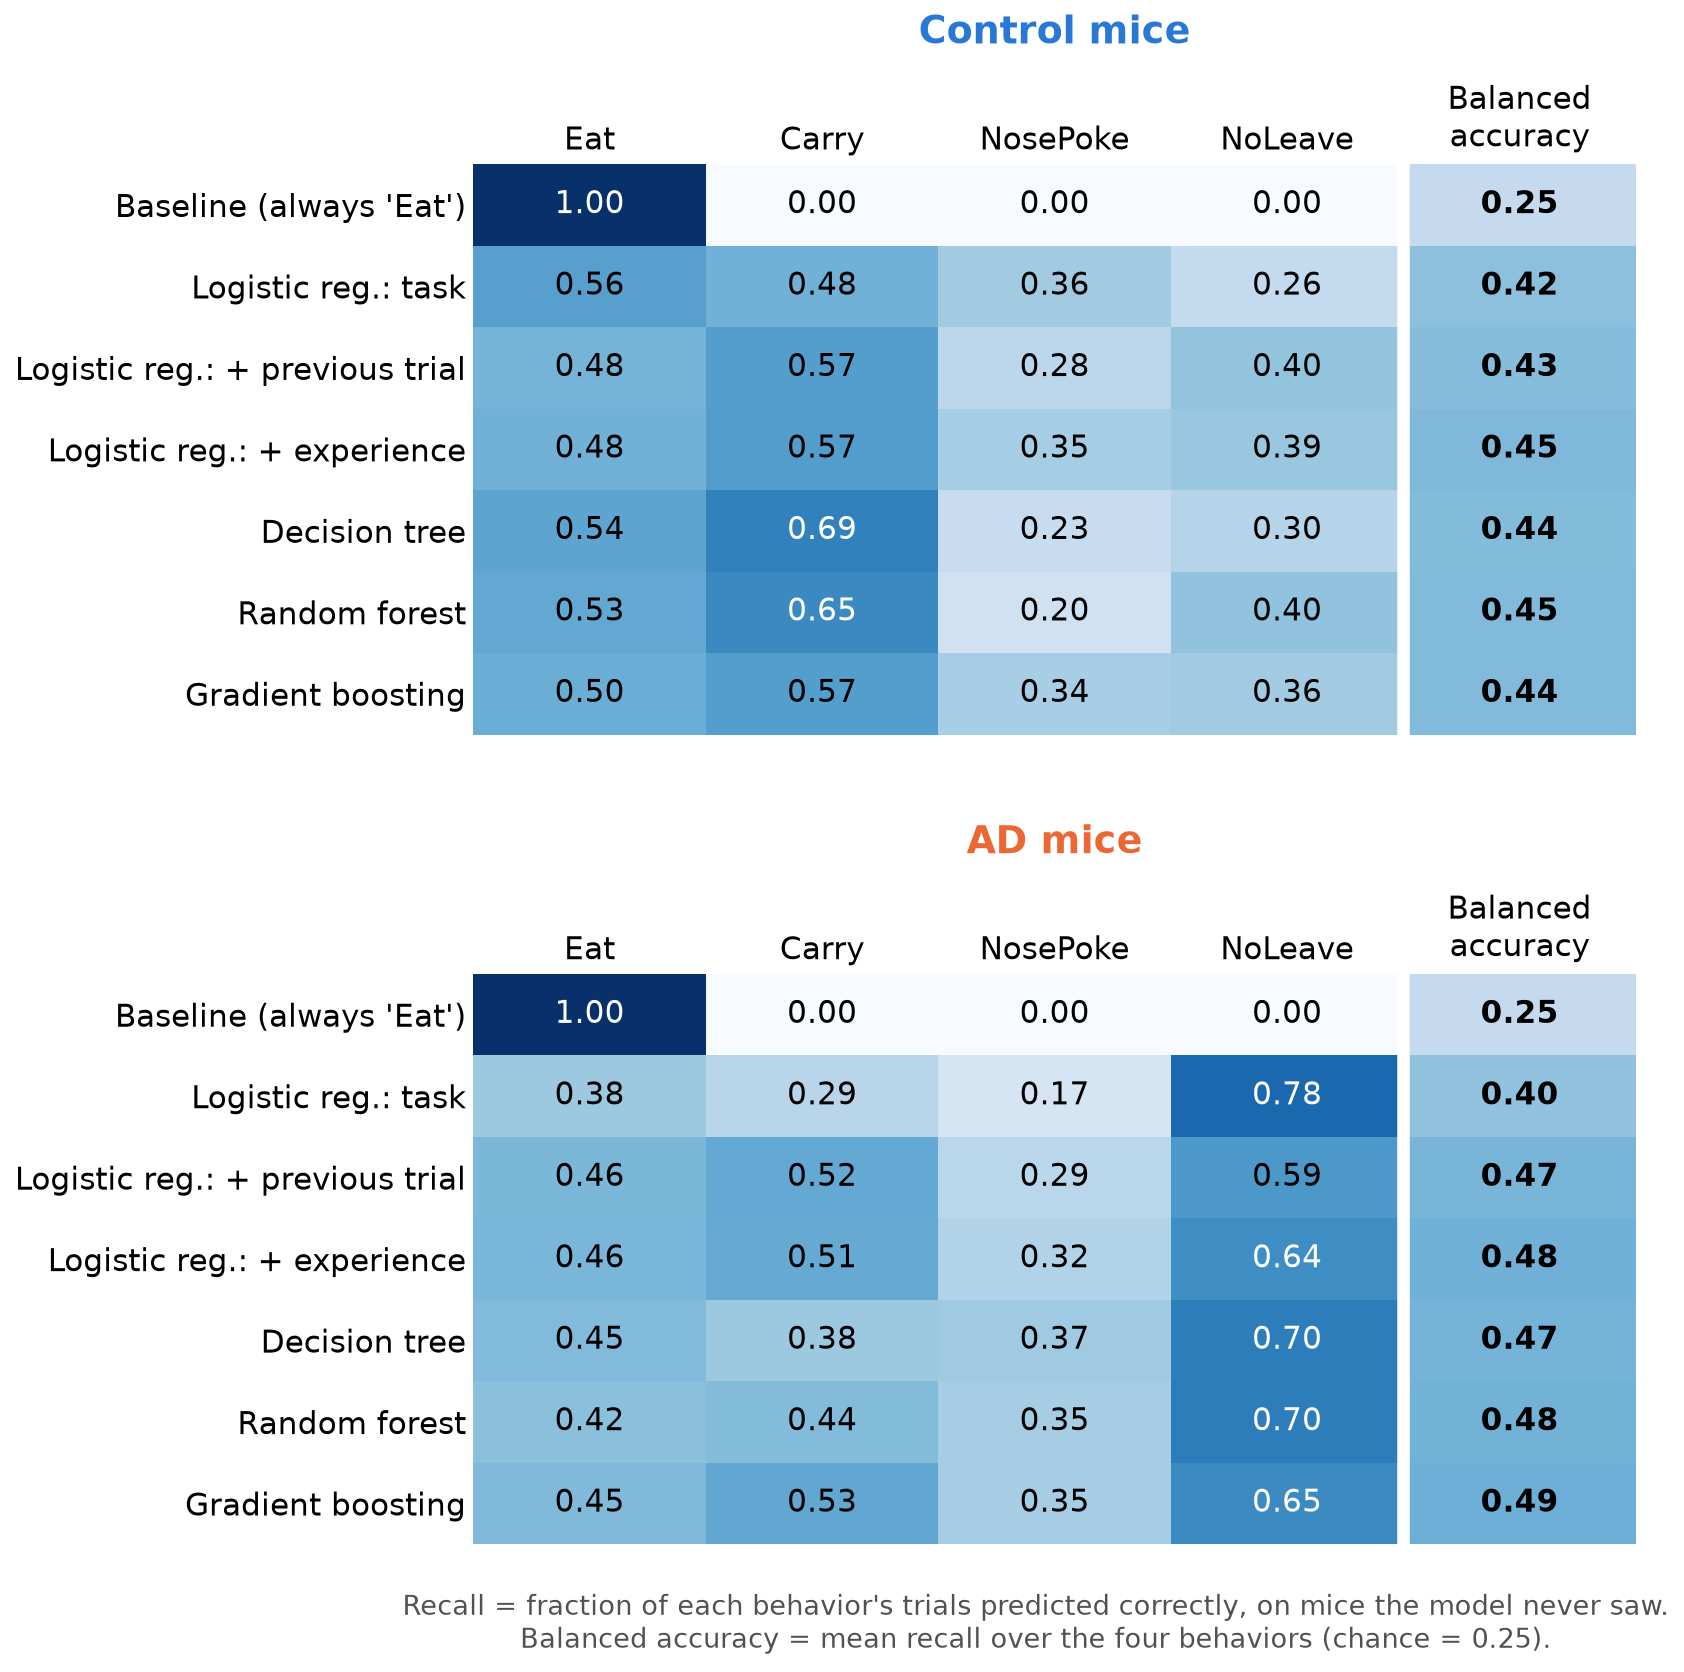 Control mice
Balanced
Eat Carry NosePoke NoLeave accuracy
Baseline (always 'Eat') 1.00 0.00 0.00 0.00 0.25
Logistic reg.: task 0.56 0.48 0.36 0.26 0.42
Logistic reg.: + previous trial 0.48 0.57 0.28 0.40 0.43
Logistic reg.: + experience 0.48 0.57 0.35 0.39 0.45
Decision tree 0.54 0.69 0.23 0.30 0.44
Random forest 0.53 0.65 0.20 0.40 0.45
Gradient boosting 0.50 0.57 0.34 0.36 0.44
AD mice
Balanced
Eat Carry NosePoke NoLeave accuracy
Baseline (always 'Eat') 1.00 0.00 0.00 0.00 0.25
Logistic reg.: task 0.38 0.29 0.17 0.78 0.40
Logistic reg.: + previous trial 0.46 0.52 0.29 0.59 0.47
Logistic reg.: + experience 0.46 0.51 0.32 0.64 0.48
Decision tree 0.45 0.38 0.37 0.70 0.47
Random forest 0.42 0.44 0.35 0.70 0.48
Gradient boosting 0.45 0.53 0.35 0.65 0.49
Recall = fraction of each behavior's trials predicted correctly, on mice the model never saw.
Balanced accuracy = mean recall over the four behaviors (chance = 0.25).